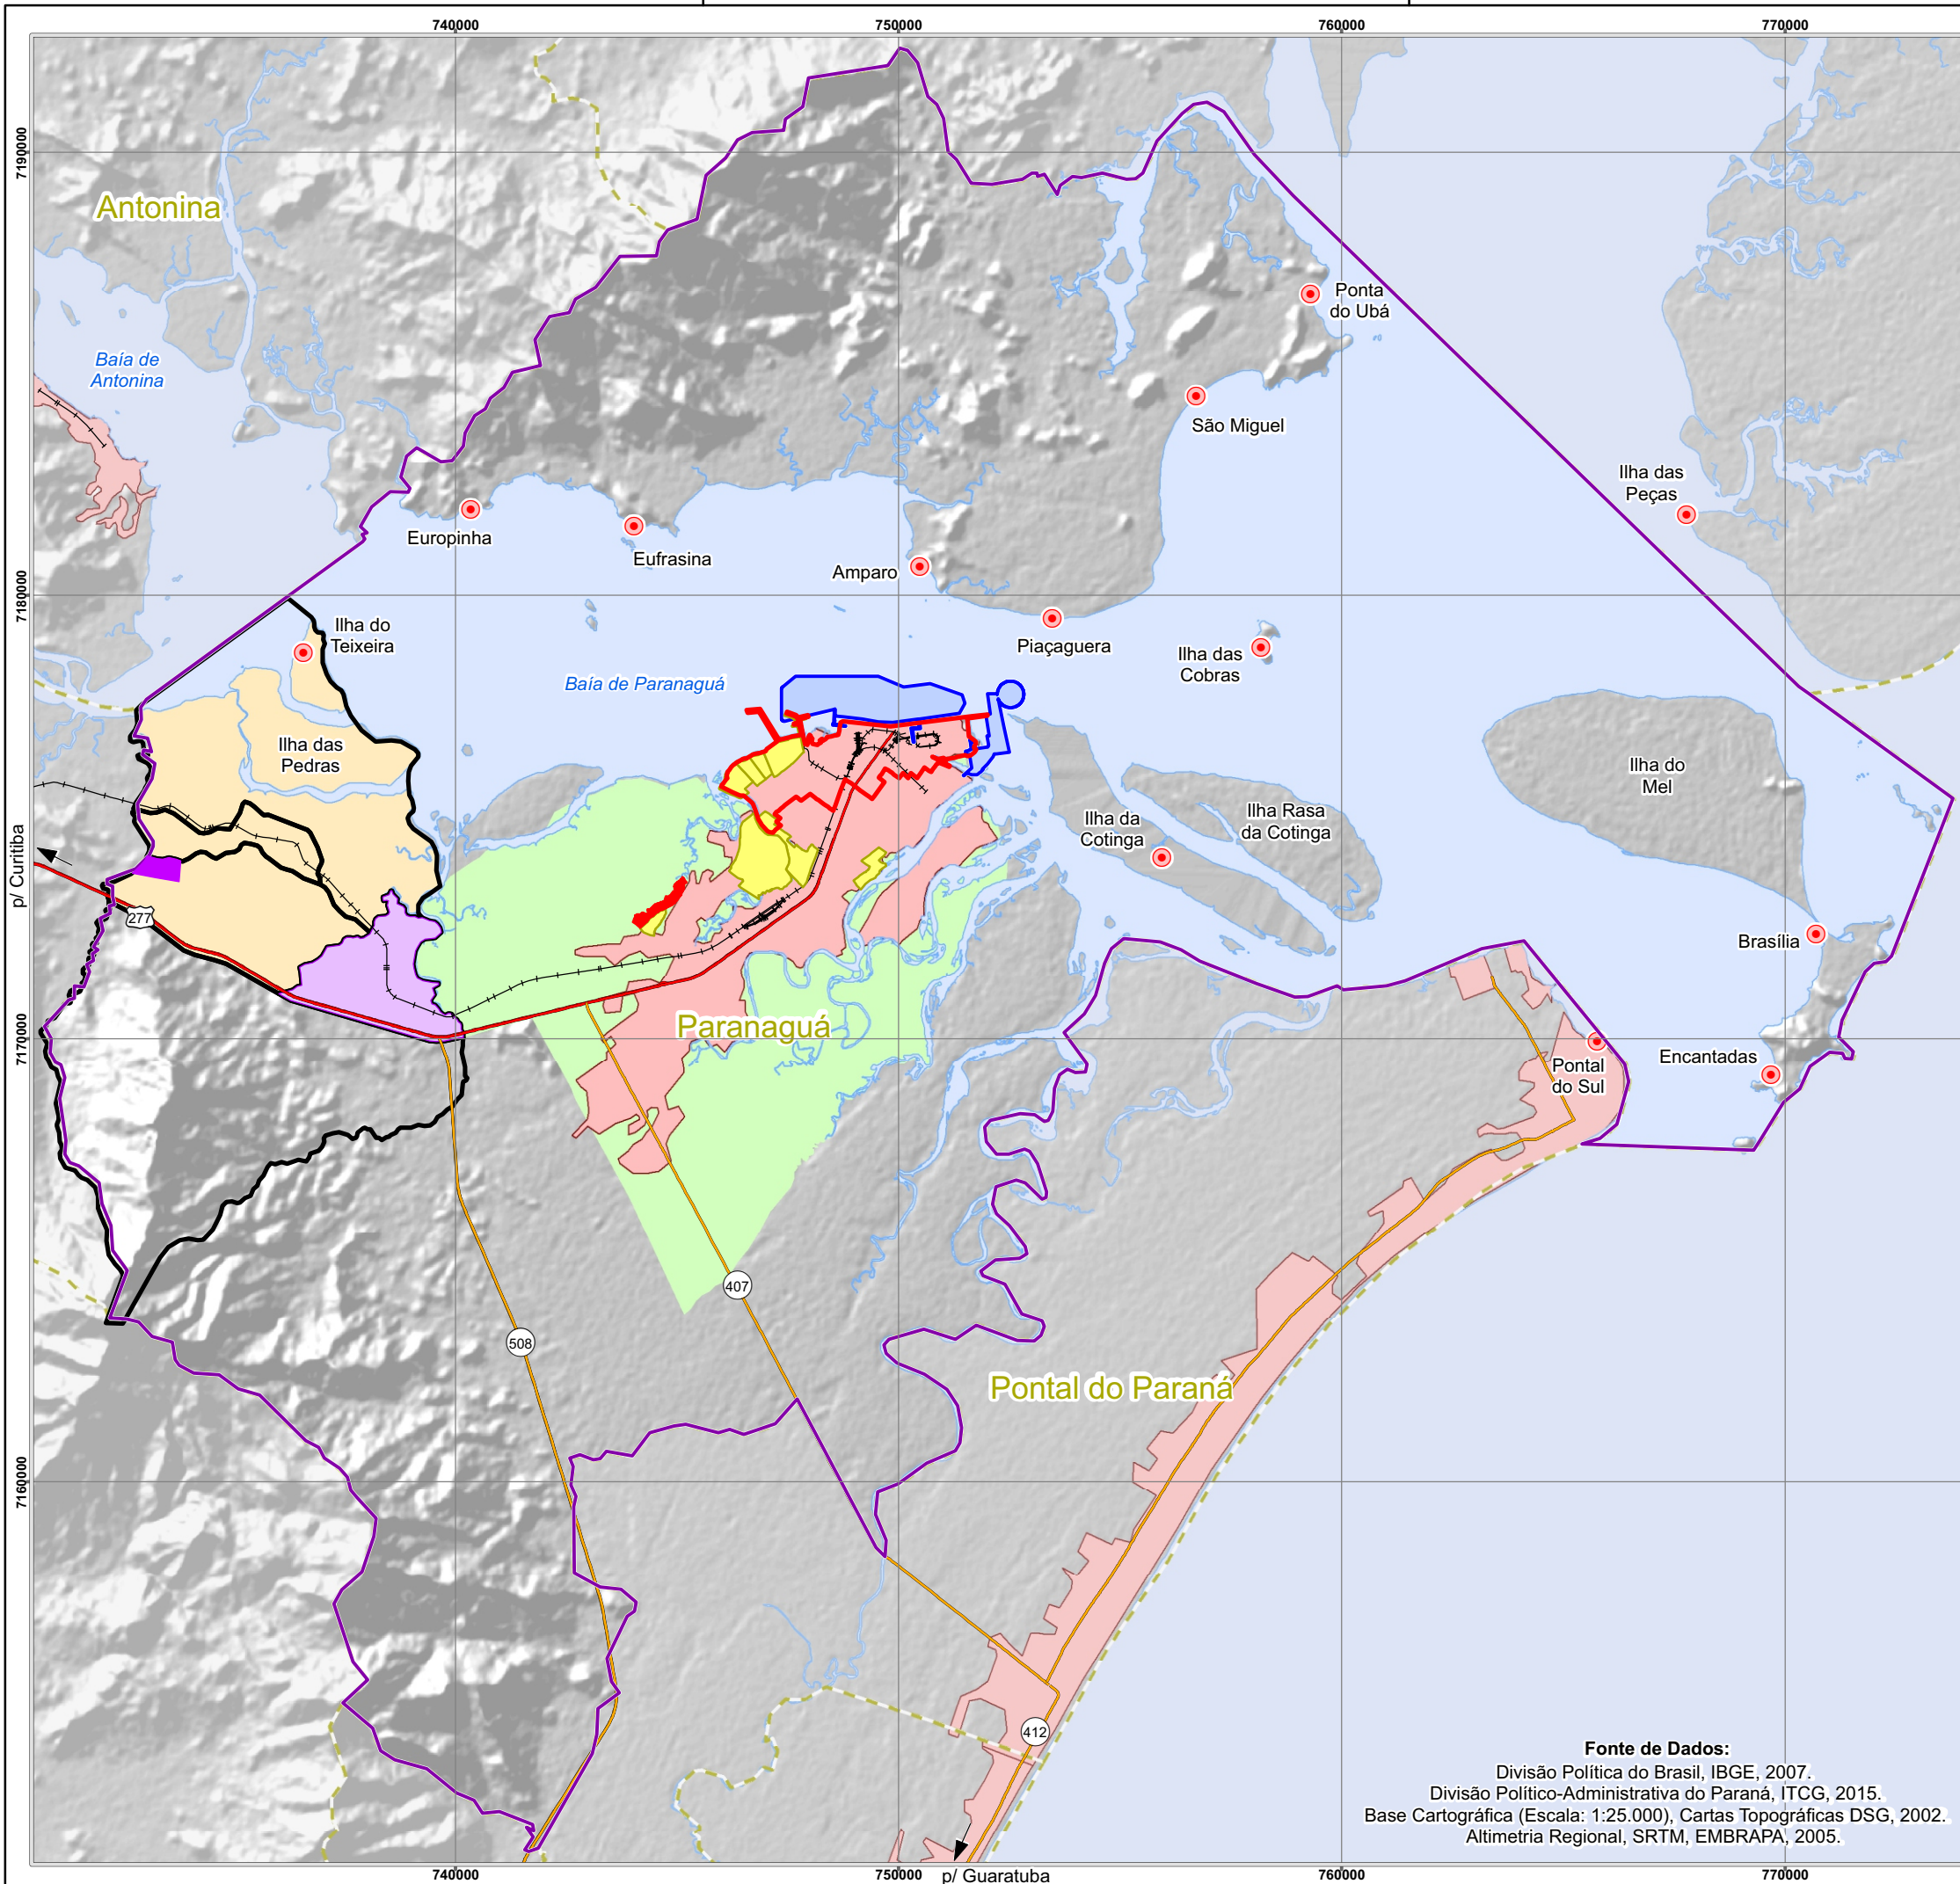 740000
750000
760000
770000
7190000
Antonina
Ponta
do Ubá
Baía de
Antonina
São Miguel
Ilha das
Peças
Europinha
Eufrasina
Amparo
7180000
Ilha do
Teixeira
Piaçaguera
Ilha das
Cobras
Baía de Paranaguá
Ilha das
Pedras
Ilha do
Mel
Ilha da
Cotinga
Ilha Rasa
da Cotinga
p/ Curitiba
277
Brasília
Paranaguá
7170000
Encantadas
Pontal
do Sul
407
508
Pontal do Paraná
7160000
412
Fonte de Dados:
Divisão Política do Brasil, IBGE, 2007.
Divisão Político-Administrativa do Paraná, ITCG, 2015.
Base Cartográfica (Escala: 1:25.000), Cartas Topográficas DSG, 2002.
Altimetria Regional, SRTM, EMBRAPA, 2005.
740000
750000
p/ Guaratuba
760000
770000